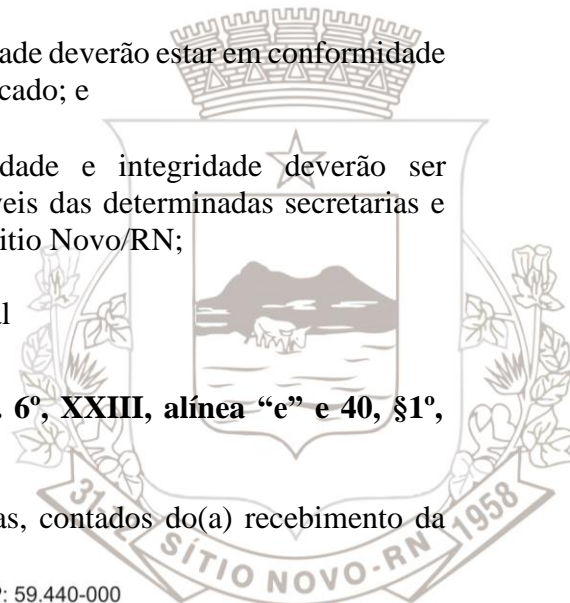 ade deverão estar em conformidade
cado; e
dade e integridade deverão ser
veis das determinadas secretarias e
itio Novo/RN;
al
. 6º, XXIII, alínea “e” e 40, §1º,
as, contados do(a) recebimento da
SÍTIO NOVO-RN 1958
: 59.440-000